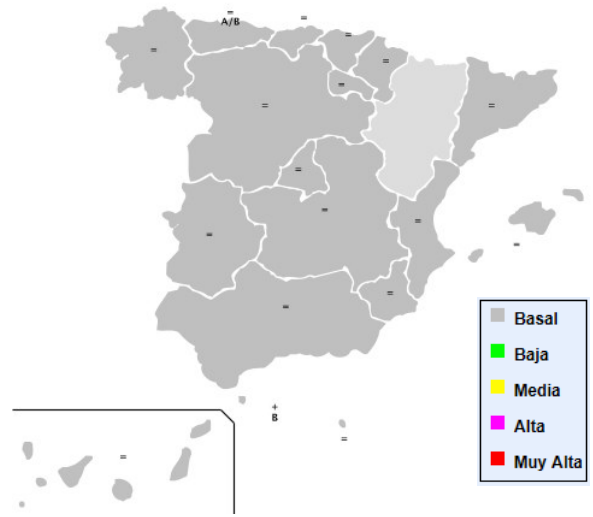 =
A/B
=
=
=
=
=
=
=
=
=
=
=
=
=
=
+
B
=
=
Basal
Baja
Media
Alta
Muy Alta